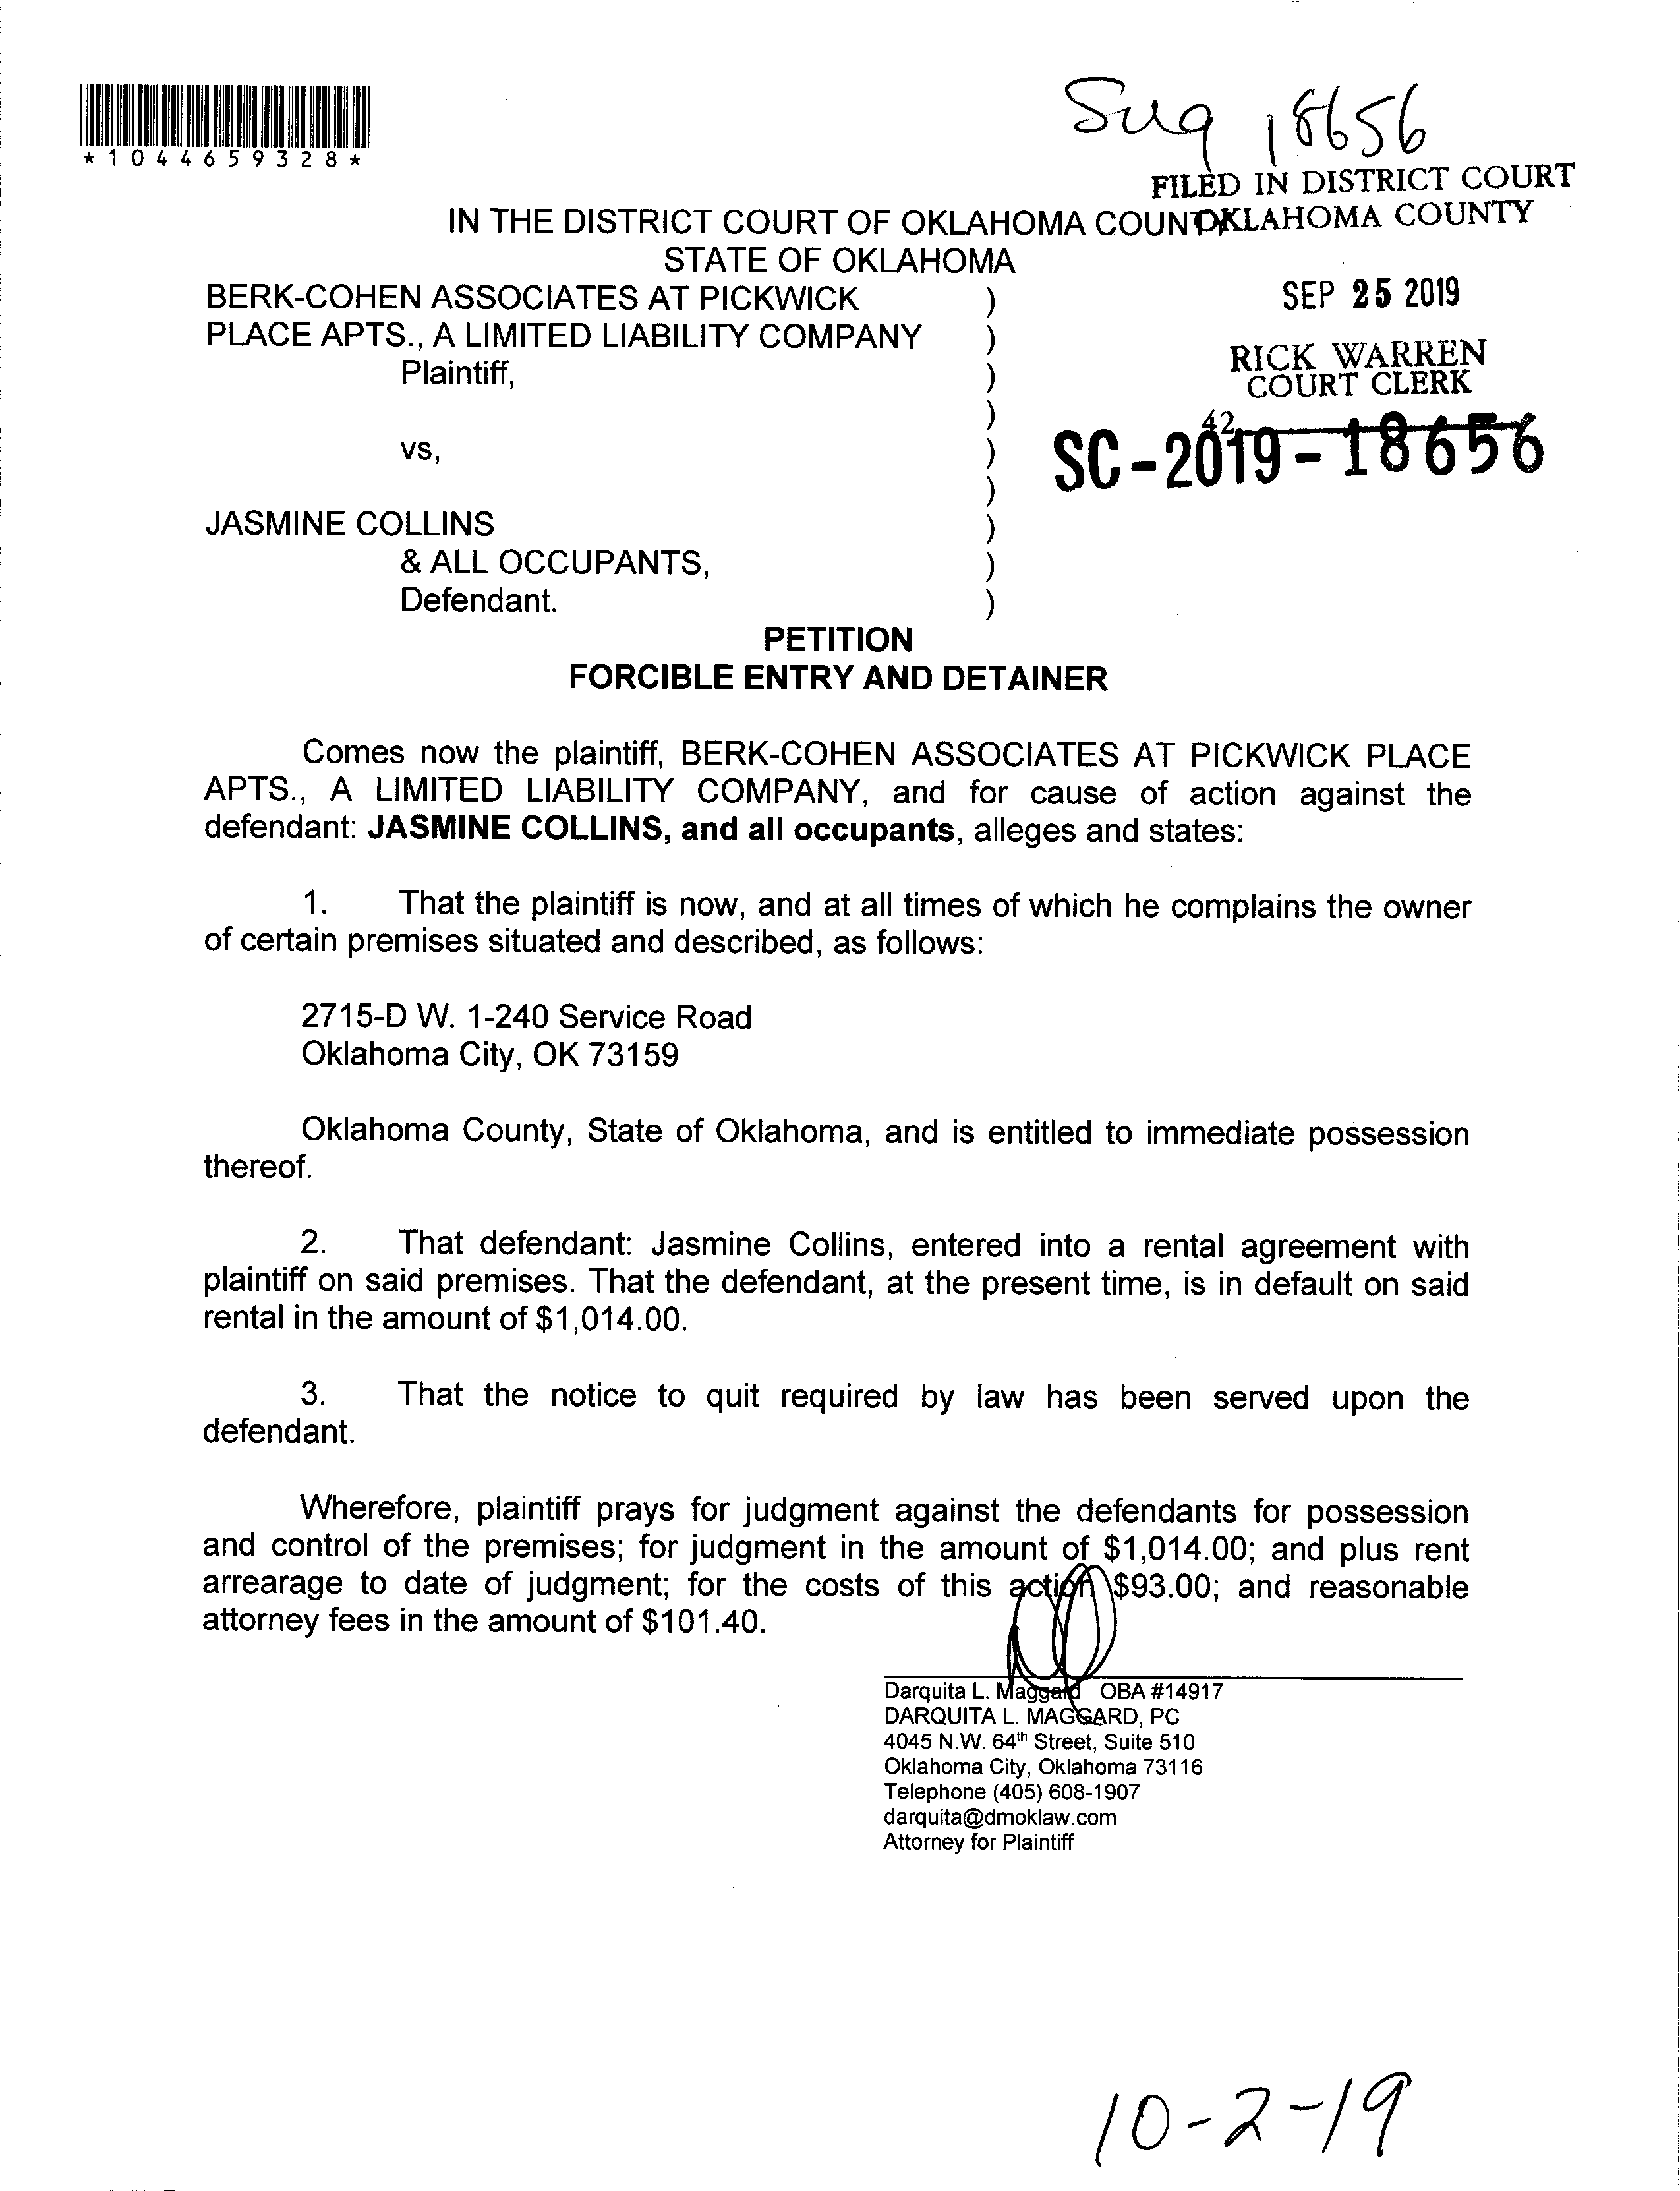 *1044659328*
Sug 18656
FILED IN DISTRICT COURT
OKLAHOMA COUNTY
IN THE DISTRICT COURT OF OKLAHOMA COUNTY
STATE OF OKLAHOMA
SEP 25 2019
RICK WARREN
COURT CLERK
42
SC-2019-18656
BERK-COHEN ASSOCIATES AT PICKWICK )
PLACE APTS., A LIMITED LIABILITY COMPANY )
Plaintiff, )
)
vs, )
)
JASMINE COLLINS )
& ALL OCCUPANTS, )
Defendant. )
PETITION
FORCIBLE ENTRY AND DETAINER
Comes now the plaintiff, BERK-COHEN ASSOCIATES AT PICKWICK PLACE
APTS., A LIMITED LIABILITY COMPANY, and for cause of action against the
defendant: JASMINE COLLINS, and all occupants, alleges and states:
1. That the plaintiff is now, and at all times of which he complains the owner
of certain premises situated and described, as follows:
2715-D W. 1-240 Service Road
Oklahoma City, OK 73159
Oklahoma County, State of Oklahoma, and is entitled to immediate possession
thereof.
2. That defendant: Jasmine Collins, entered into a rental agreement with
plaintiff on said premises. That the defendant, at the present time, is in default on said
rental in the amount of $1,014.00.
3. That the notice to quit required by law has been served upon the
defendant.
Wherefore, plaintiff prays for judgment against the defendants for possession
and control of the premises; for judgment in the amount of $1,014.00; and plus rent
arrearage to date of judgment; for the costs of this action $93.00; and reasonable
attorney fees in the amount of $101.40.
Darquita L. Maggard OBA #14917
DARQUITA L. MAGGARD, PC
4045 N.W. 64th Street, Suite 510
Oklahoma City, Oklahoma 73116
Telephone (405) 608-1907
darquita@dmoklaw.com
Attorney for Plaintiff
10-2-19